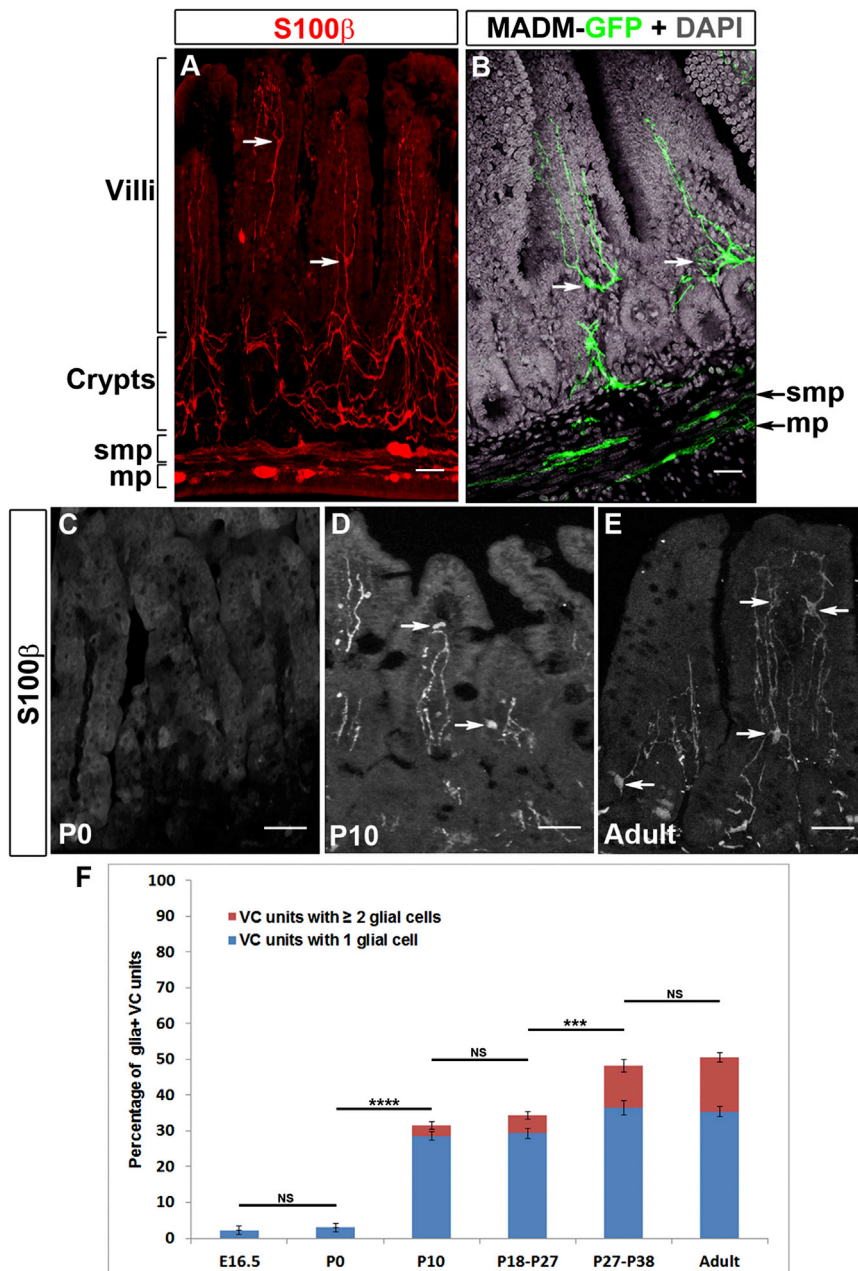 S100β
MADM-GFP + DAPI
A
B
Villi
Crypts
smp
mp
smp
mp
S100β
C
D
E
P0
P10
Adult
F
Percentage of glia+ VC units
100
90
80
70
60
50
40
30
20
10
0
VC units with ≥ 2 glial cells
VC units with 1 glial cell
NS
****
NS
***
NS
E16.5
P0
P10
P18-P27
P27-P38
Adult